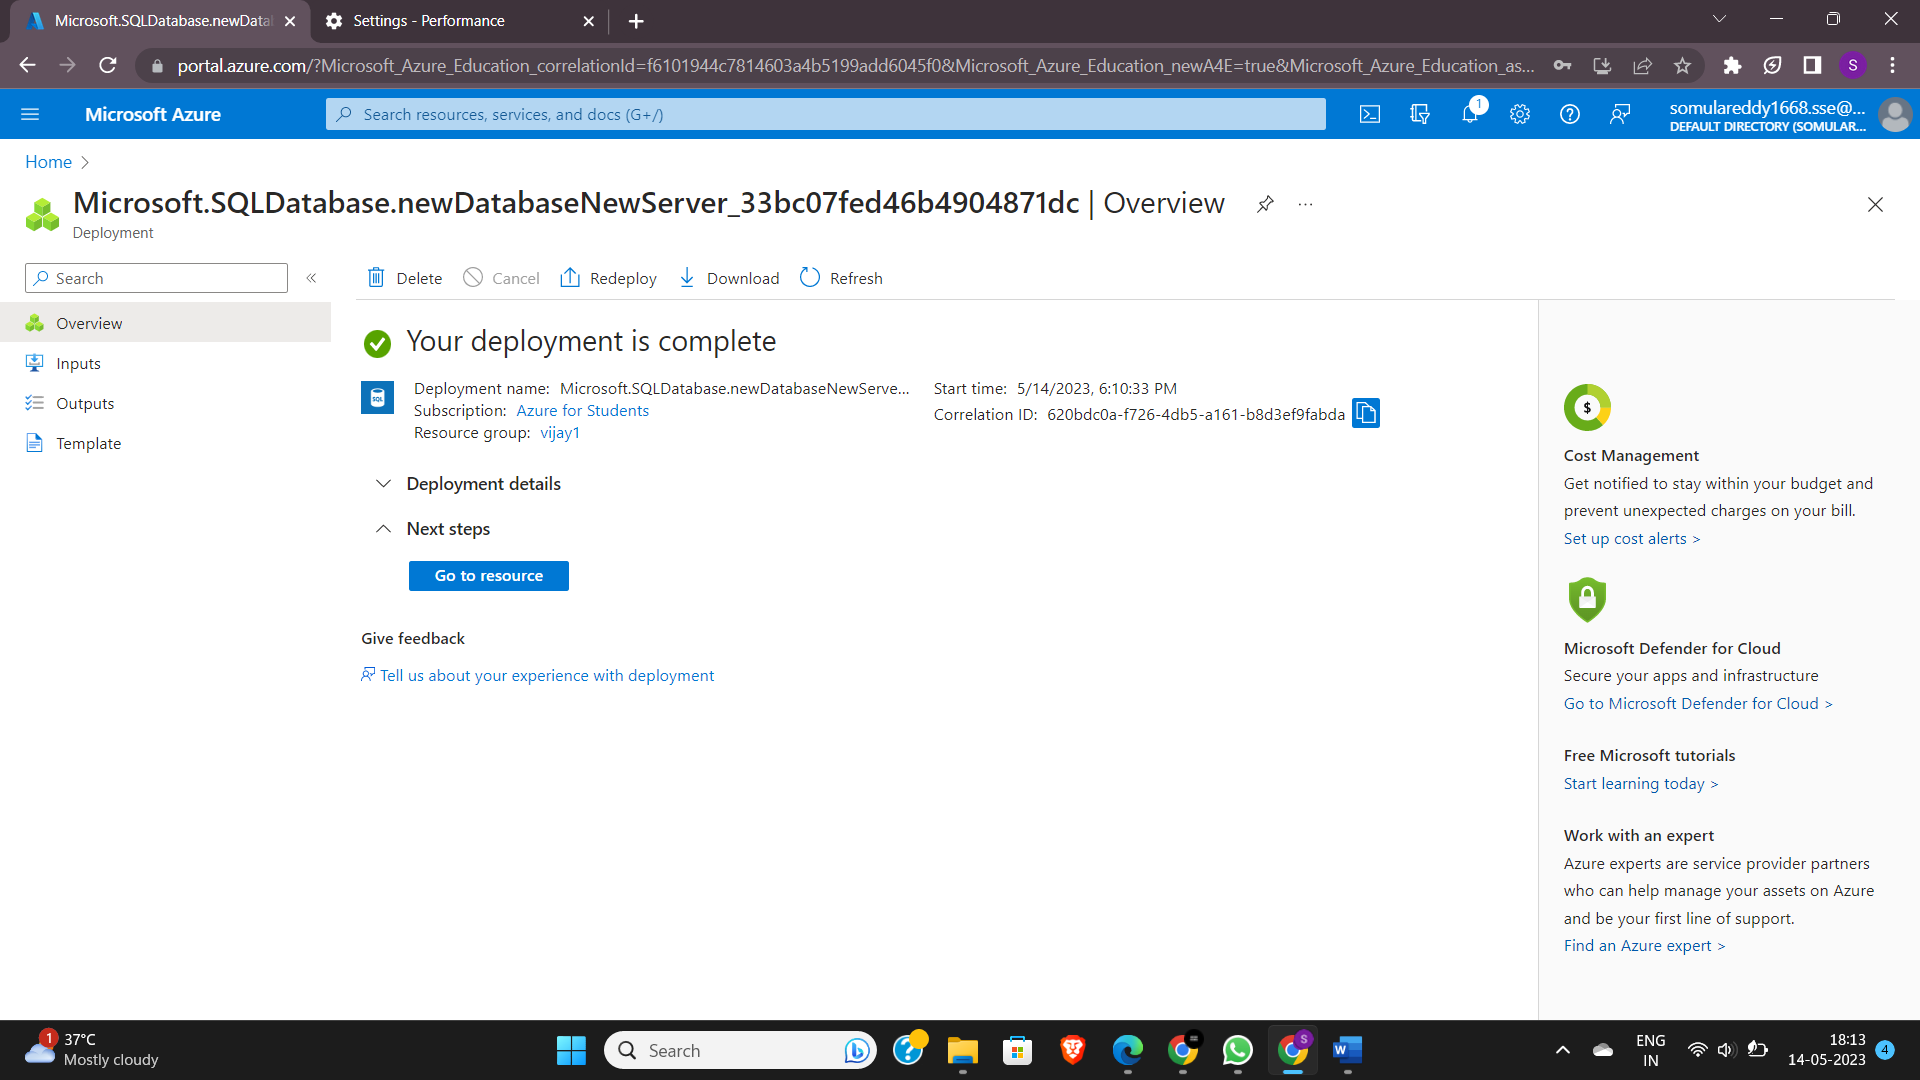 Microsoft.SQLDatabase.newData
Settings - Performance
portal.azure.com/?Microsoft_Azure_Education_correlationId=f6101944c7814603a4b5199add6045f0&Microsoft_Azure_Education_newA4E=true&Microsoft_Azure_Education_as...
S
Microsoft Azure
Search resources, services, and docs (G+/)
1
somulareddy1668.sse@...
DEFAULT DIRECTORY (SOMULAR...
Home
Microsoft.SQLDatabase.newDatabaseNewServer_33bc07fed46b4904871dc | Overview
Deployment
Search
Delete
Cancel
Redeploy
Download
Refresh
Overview
Inputs
Outputs
Template
Your deployment is complete
SQL
Deployment name: Microsoft.SQLDatabase.newDatabaseNewServe...
Subscription: Azure for Students
Resource group: vijay1
Start time: 5/14/2023, 6:10:33 PM
Correlation ID: 620bdc0a-f726-4db5-a161-b8d3ef9fabda
Deployment details
Next steps
Go to resource
Give feedback
Tell us about your experience with deployment
$
Cost Management
Get notified to stay within your budget and
prevent unexpected charges on your bill.
Set up cost alerts >
Microsoft Defender for Cloud
Secure your apps and infrastructure
Go to Microsoft Defender for Cloud >
Free Microsoft tutorials
Start learning today >
Work with an expert
Azure experts are service provider partners
who can help manage your assets on Azure
and be your first line of support.
Find an Azure expert >
1
37°C
Mostly cloudy
Search
S
W
ENG
IN
18:13
14-05-2023
4